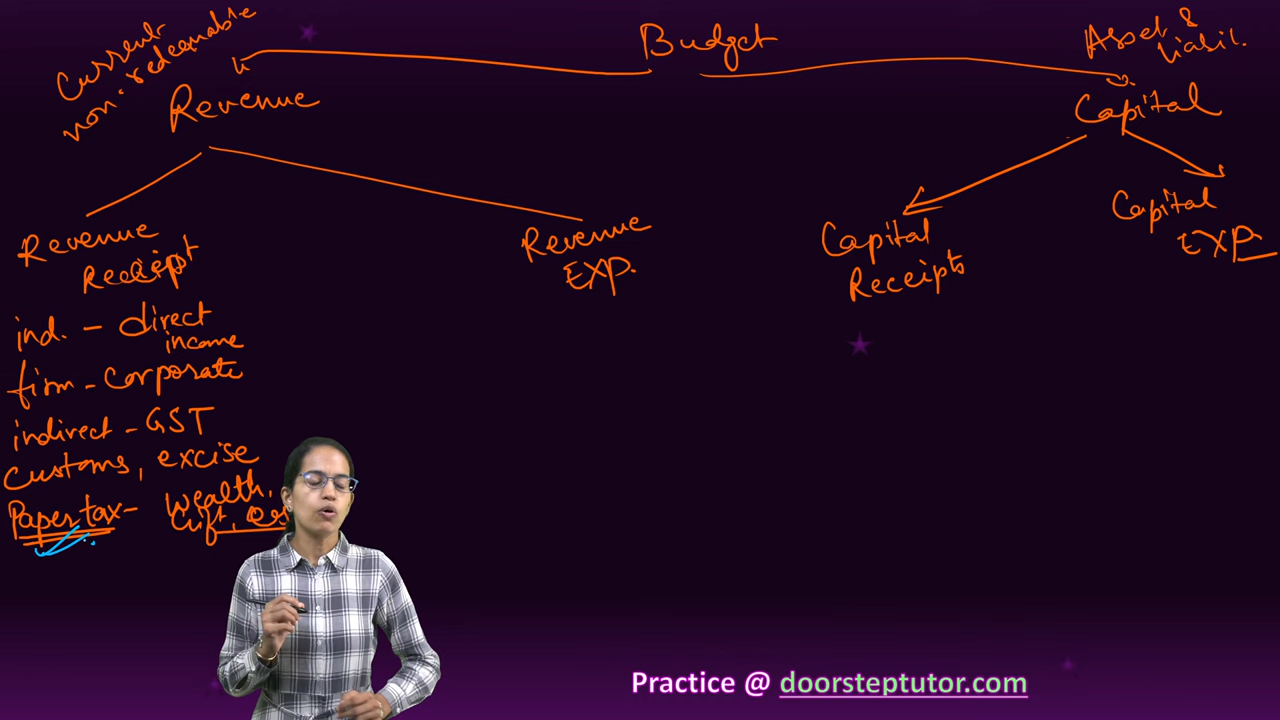 Budget
Current
non-redeemable
Revenue
Asset &
Liabil.
Capital
Revenue
Receipt
Revenue
EXP.
Capital
Receipts
Capital
EXP.
ind. - direct
income
firm - corporate
indirect - GST
Customs, excise
Paper tax - Wealth,
Gift,
Practice @ doorsteptutor.com